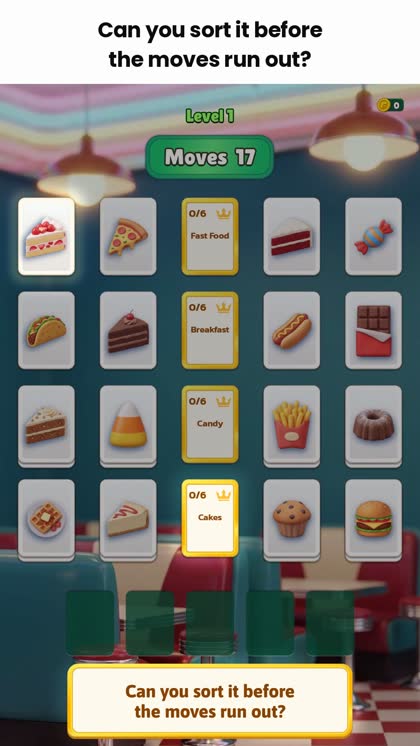 Can you sort it before
the moves run out?
0
Level 1
Moves 17
0/6
Fast Food
0/6
Breakfast
0/6
Candy
0/6
Cakes
Can you sort it before
the moves run out?